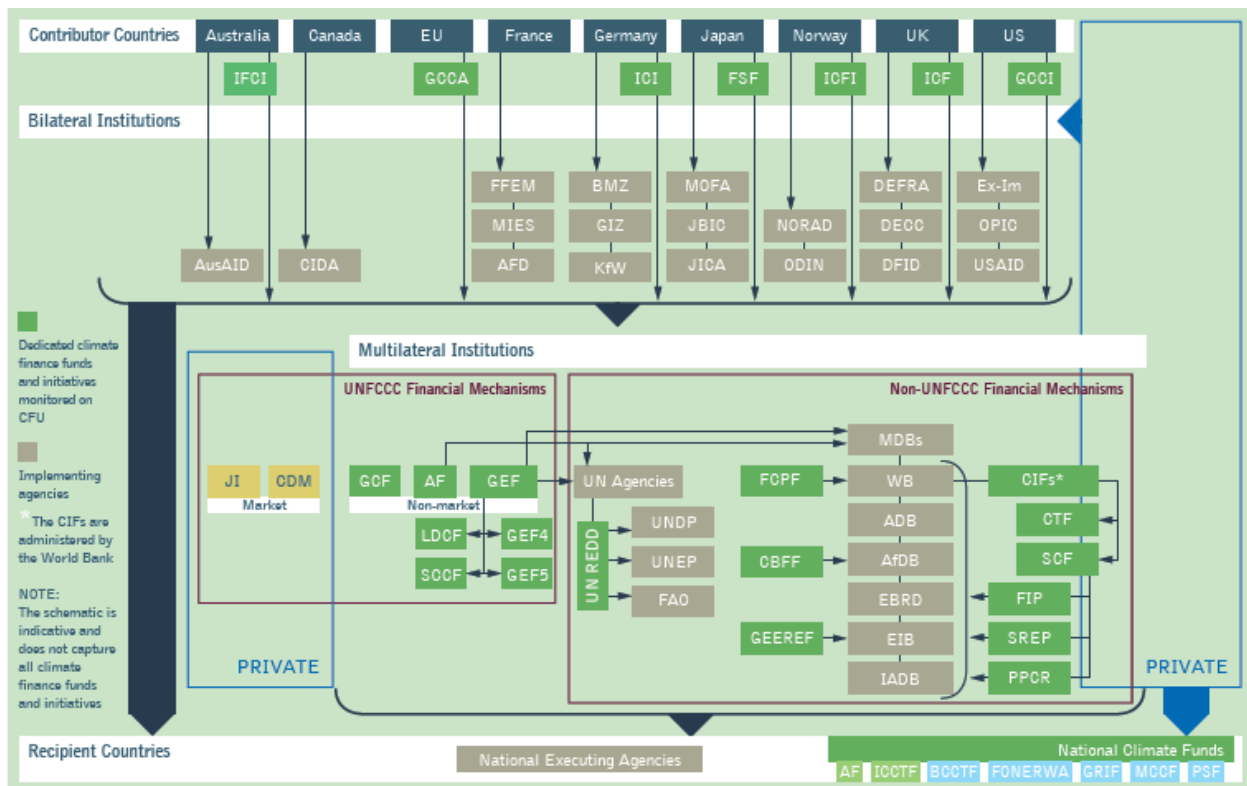 Contributor Countries
Australia
Canada
EU
France
Germany
Japan
Norway
UK
US
IFCI
GCCA
ICI
FSF
ICFI
ICF
GCCI
Bilateral Institutions
FFEM
BMZ
MOFA
DEFRA
Ex-Im
MIES
GIZ
JBIC
NORAD
DECC
OPIC
AusAID
CIDA
AFD
KfW
JICA
ODIN
DFID
USAID
Dedicated climate
finance funds
and initiatives
monitored on
CFU
Implementing
agencies
*The CIFs are
administered by
the World Bank
NOTE:
The schematic is
indicative and
does not capture
all climate
finance funds
and initiatives
Multilateral Institutions
UNFCCC Financial Mechanisms
Non-UNFCCC Financial Mechanisms
JI
CDM
Market
GCF
AF
GEF
Non-market
LDCF
GEF4
SCCF
GEF5
PRIVATE
UN Agencies
UN REDD
UNDP
UNEP
FAO
FCPF
CBFF
GEEREF
MDBs
WB
ADB
AfDB
EBRD
EIB
IADB
CIFs*
CTF
SCF
FIP
SREP
PPCR
PRIVATE
Recipient Countries
National Executing Agencies
National Climate Funds
AF
ICCTF
BCCTF
FONERWA
GRIF
MCCF
PSF